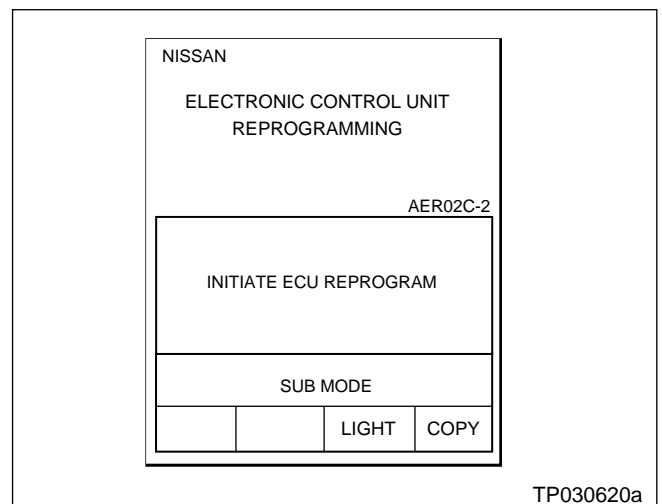 NISSAN
ELECTRONIC CONTROL UNIT
REPROGRAMMING
AER02C-2
INITIATE ECU REPROGRAM
SUB MODE
LIGHT COPY
TP030620a